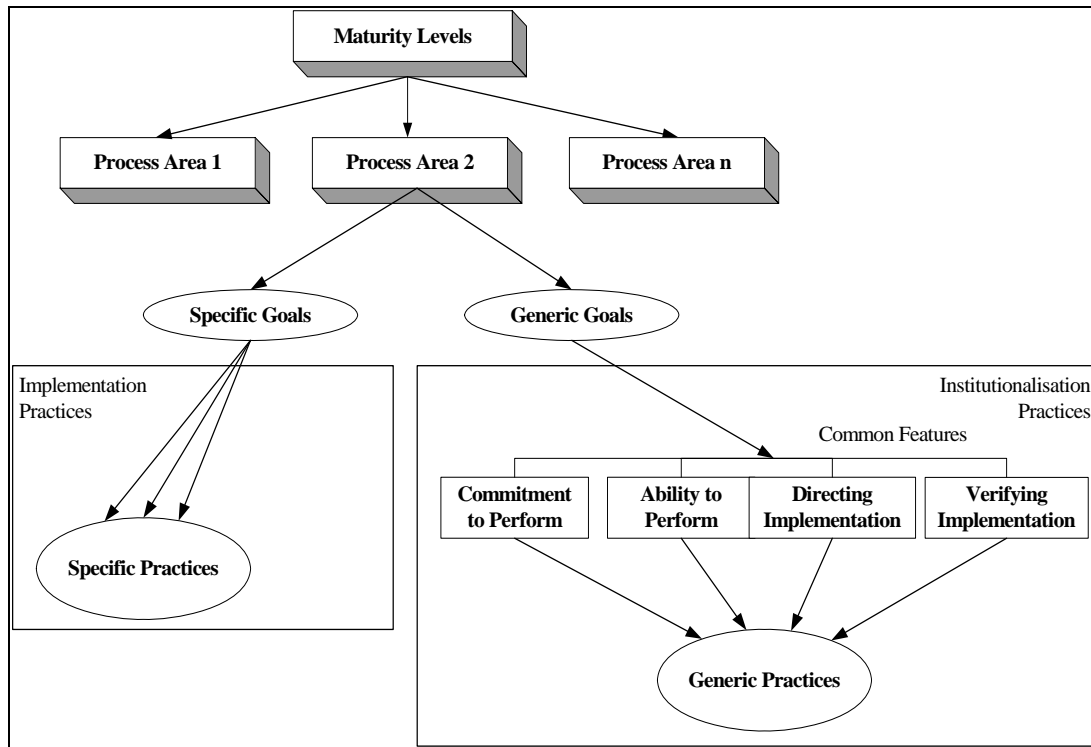 Maturity Levels
Process Area 1
Process Area 2
Process Area n
Specific Goals
Generic Goals
Implementation
Practices
Institutionalisation
Practices
Common Features
Commitment
to Perform
Ability to
Perform
Directing
Implementation
Verifying
Implementation
Specific Practices
Generic Practices